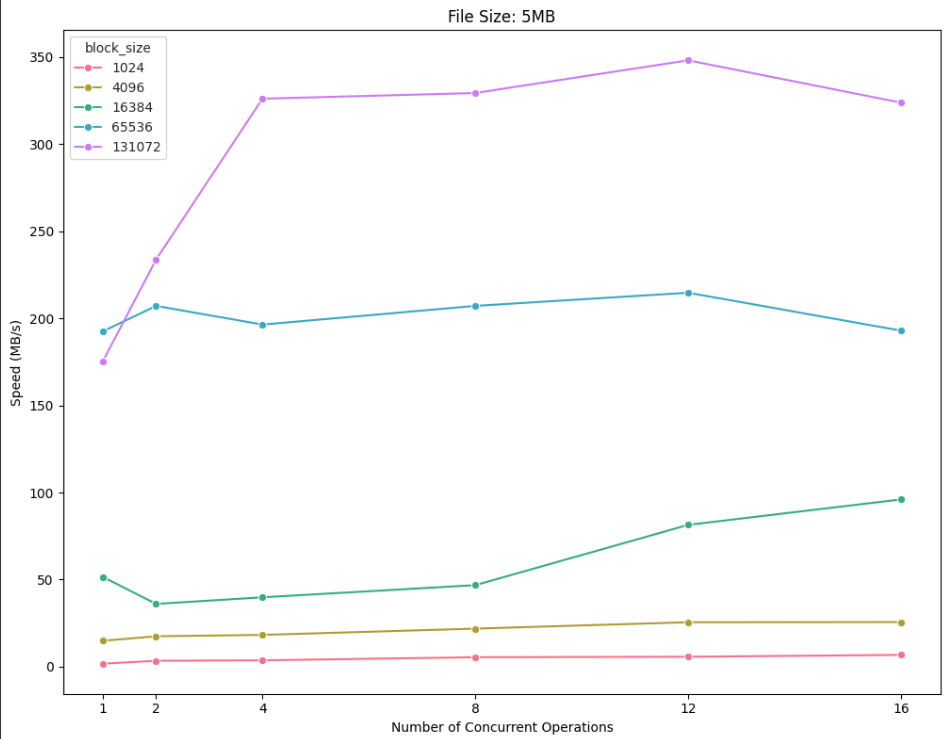 File Size: 5MB
block_size
1024
4096
16384
65536
131072
350
300
250
200
150
100
50
0
Speed (MB/s)
1 2 4 8 12 16
Number of Concurrent Operations